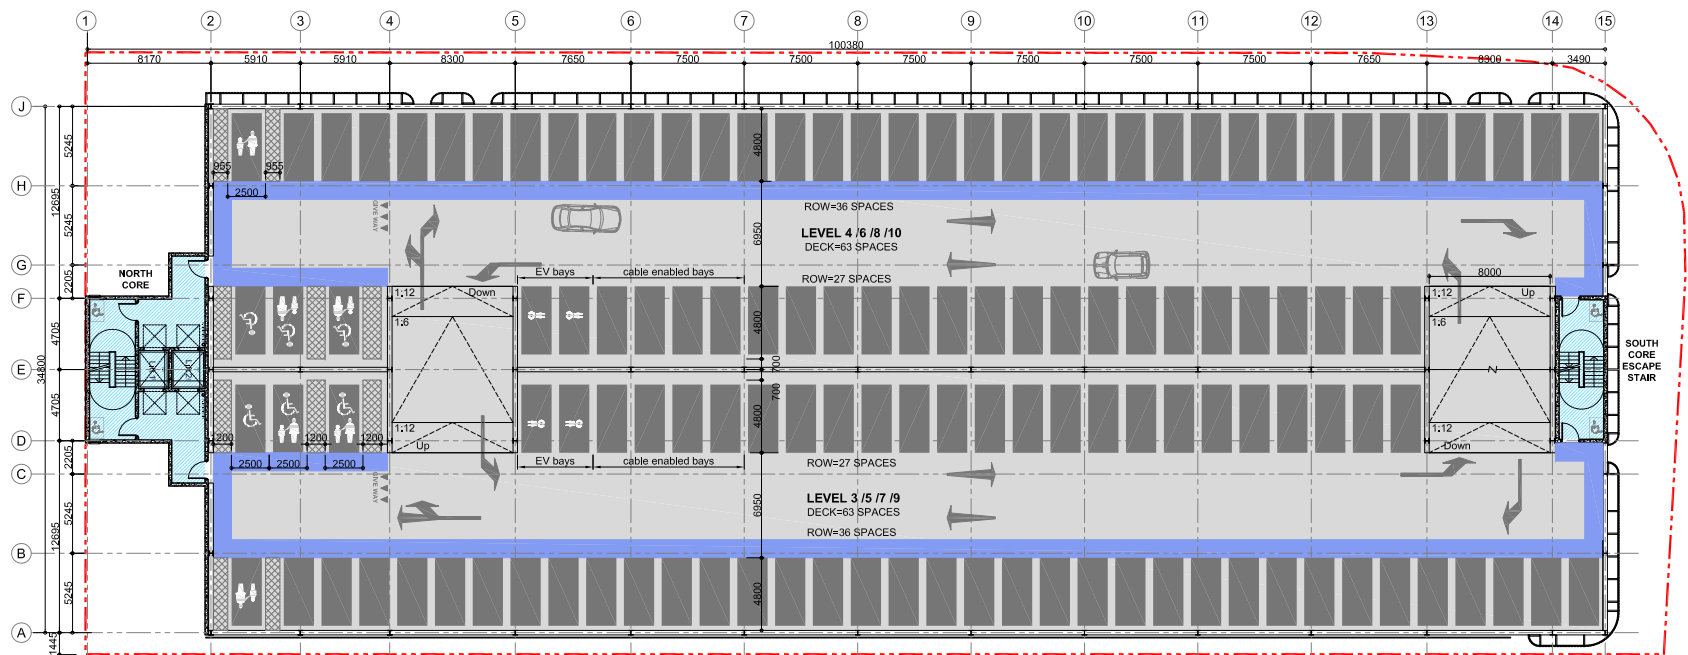 1 2 3 4 5 6 7 8 9 10 11 12 13 14 15
100380
8170 5910 5910 8300 7650 7500 7500 7500 7500 7500 7500 7650 8300 3490
J
5245
4800
955 955
H
2500
12695
GIVE WAY
ROW=36 SPACES
5245
6950
LEVEL 4 /6 /8 /10
DECK=63 SPACES
G
NORTH
CORE
2205
EV bays cable enabled bays
ROW=27 SPACES
8000
F
1:12 Down
1:12 Up
1:6
1:6
4705
4800
34800
E
700
SOUTH
CORE
ESCAPE
STAIR
700
4705
4800
1:12
Up
1:12
Down
D
1200 1200 1200
2205
2500 2500 2500
EV bays cable enabled bays
ROW=27 SPACES
C
GIVE WAY
5245
6950
LEVEL 3 /5 /7 /9
DECK=63 SPACES
12695
ROW=36 SPACES
B
5245
4800
A
1445